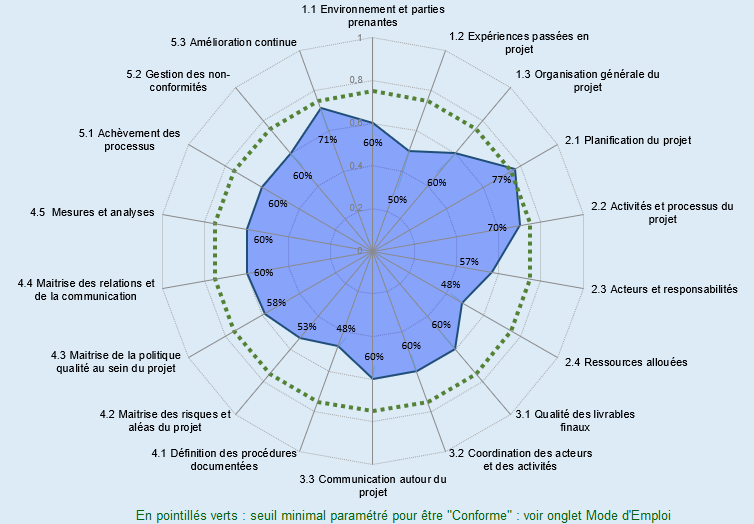 1.1 Environnement et parties
prenantes
1.2 Expériences passées en
projet
1.3 Organisation générale du
projet
2.1 Planification du projet
2.2 Activités et processus du
projet
2.3 Acteurs et responsabilités
2.4 Ressources allouées
3.1 Qualité des livrables
finaux
3.2 Coordination des acteurs
et des activités
3.3 Communication autour du
projet
4.1 Définition des procédures
documentées
4.2 Maitrise des risques et
aléas du projet
4.3 Maitrise de la politique
qualité au sein du projet
4.4 Maitrise des relations et
de la communication
4.5 Mesures et analyses
5.1 Achèvement des
processus
5.2 Gestion des non-
conformités
5.3 Amélioration continue
1
0,8
0,6
0,4
0,2
0
60%
50%
60%
77%
70%
57%
48%
60%
60%
60%
48%
53%
58%
60%
60%
60%
60%
71%
En pointillés verts : seuil minimal paramétré pour être "Conforme" : voir onglet Mode d'Emploi